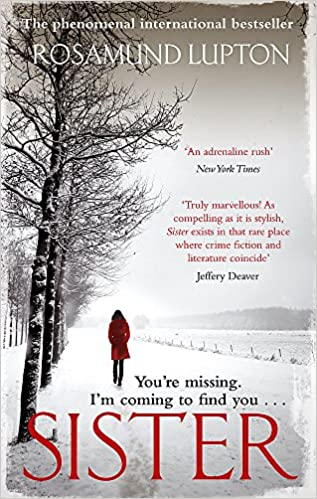 The phenomenal international bestseller
ROSAMUND LUPTON
‘An adrenaline rush’
New York Times
‘Truly marvellous! As
compelling as it is stylish,
Sister exists in that rare place
where crime fiction and
literature coincide’
Jeffery Deaver
You’re missing.
I’m coming to find you . . .
SISTER